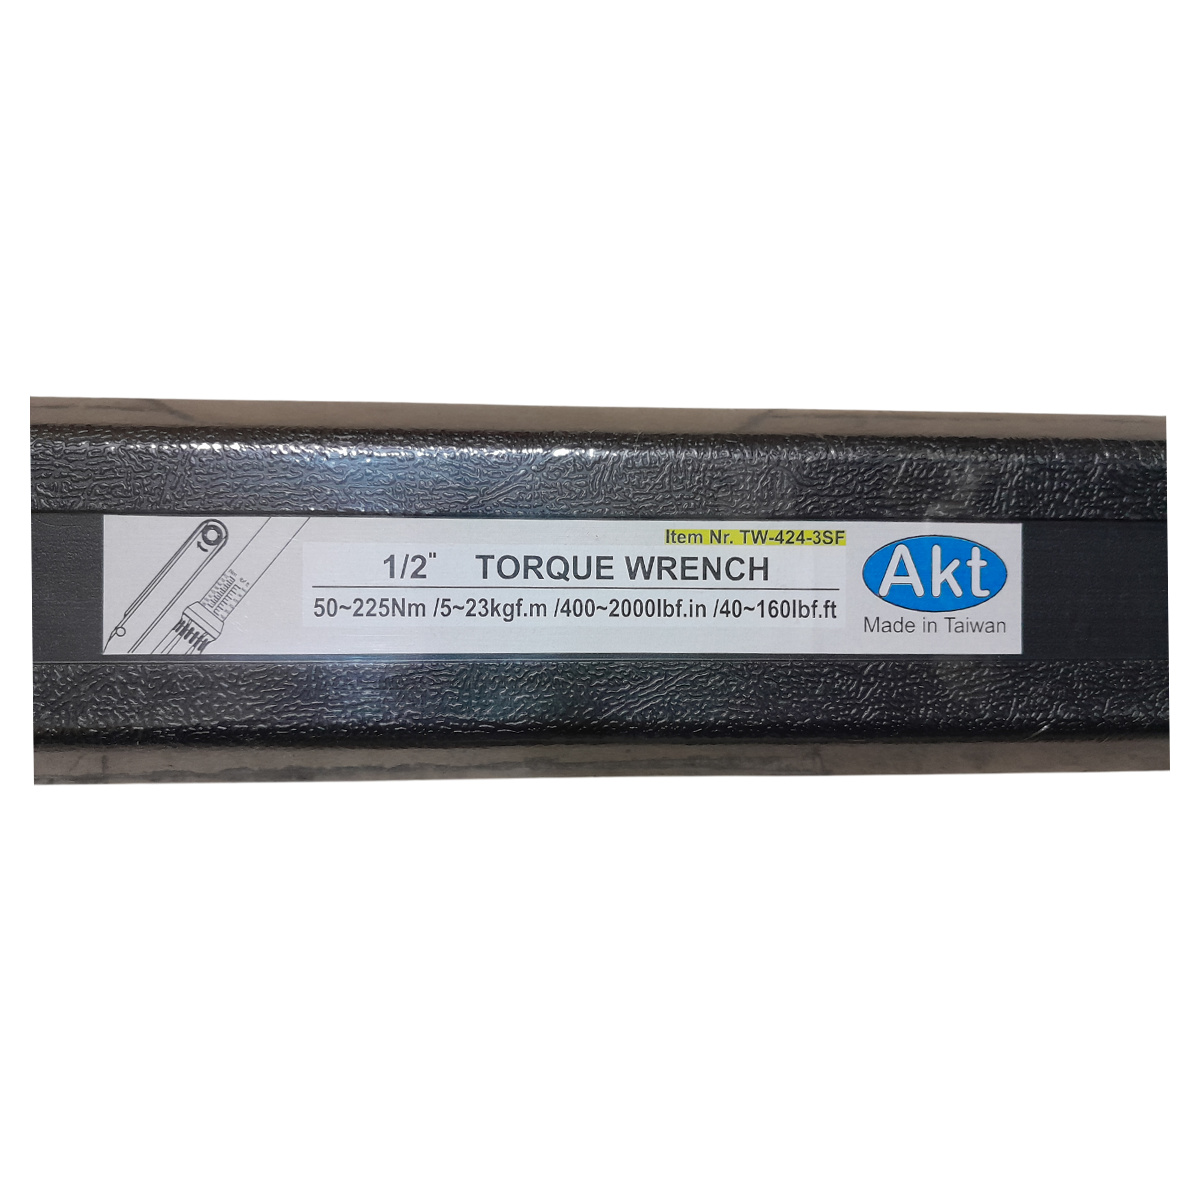 Item Nr. TW-424-3SF
1/2" TORQUE WRENCH
50~225Nm /5~23kgf.m /400~2000lbf.in /40~160lbf.ft
Akt
Made in Taiwan